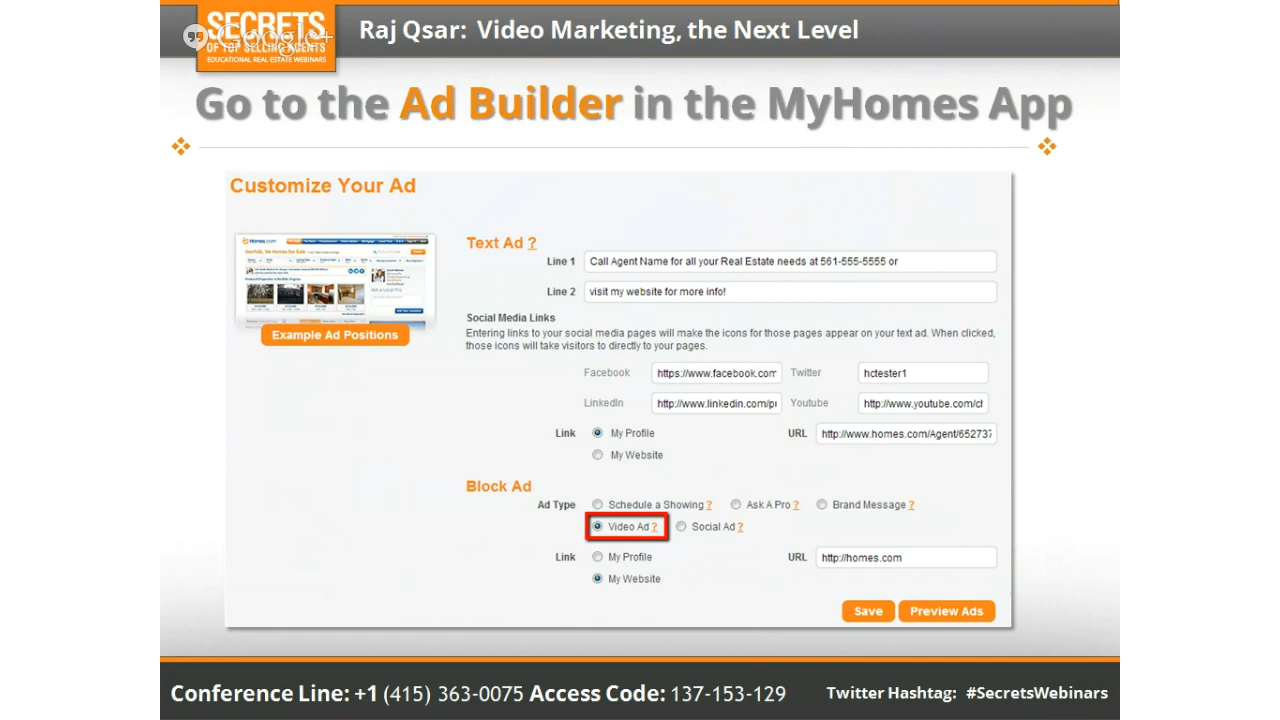 SECRETS
OF TOP SELLING AGENTS
EDUCATIONAL REAL ESTATE WEBINARS
Google+
Raj Qsar: Video Marketing, the Next Level
Go to the Ad Builder in the MyHomes App
Customize Your Ad
Homes.com
Example Ad Positions
Text Ad ?
Line 1 Call Agent Name for all your Real Estate needs at 561-555-5555 or
Line 2 visit my website for more info!
Social Media Links
Entering links to your social media pages will make the icons for those pages appear on your text ad. When clicked,
those icons will take visitors to directly to your pages.
Facebook https://www.facebook.com Twitter hctester1
LinkedIn http://www.linkedin.com/p Youtube http://www.youtube.com/cl
Link My Profile URL http://www.homes.com/Agent/652737
My Website
Block Ad
Ad Type Schedule a Showing ? Ask A Pro ? Brand Message ?
Video Ad ? Social Ad ?
Link My Profile URL http://homes.com
My Website
Save Preview Ads
Conference Line: +1 (415) 363-0075 Access Code: 137-153-129 Twitter Hashtag: #SecretsWebinars